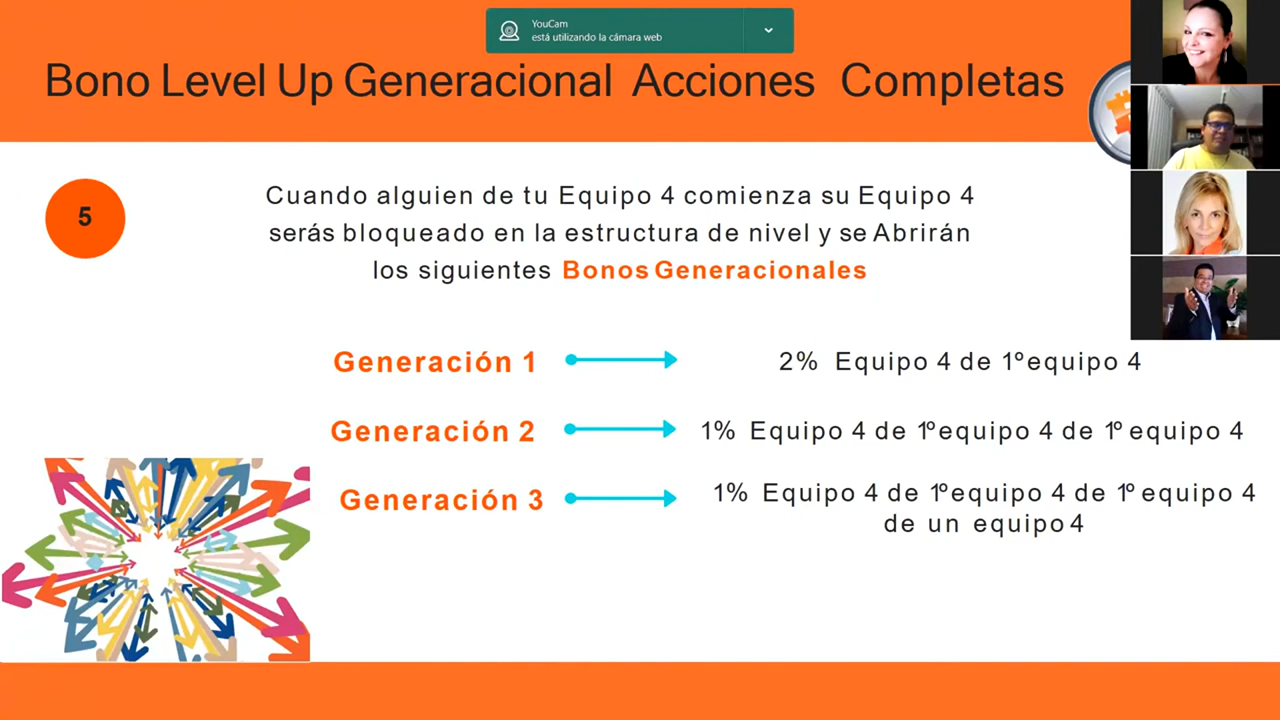 YouCam
está utilizando la cámara web
Bono Level Up Generacional Acciones Completas
5
Cuando alguien de tu Equipo 4 comienza su Equipo 4
serás bloqueado en la estructura de nivel y se Abrirán
los siguientes Bonos Generacionales
Generación 1
2% Equipo 4 de 1ºequipo 4
Generación 2
1% Equipo 4 de 1ºequipo 4 de 1º equipo 4
Generación 3
1% Equipo 4 de 1ºequipo 4 de 1º equipo 4
de un equipo 4